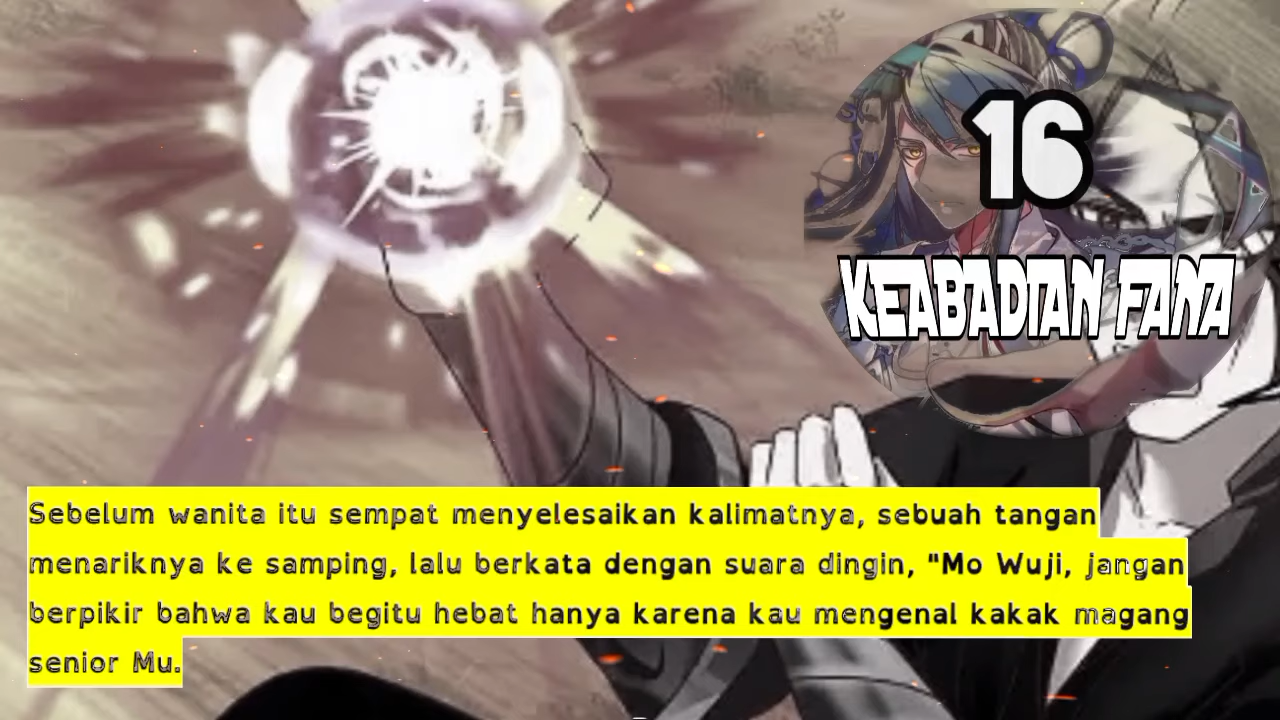 16
KEABADIAN FANA
Sebelum wanita itu sempat menyelesaikan kalimatnya, sebuah tangan
menariknya ke samping, lalu berkata dengan suara dingin, "Mo Wuji, jangan
berpikir bahwa kau begitu hebat hanya karena kau mengenal kakak magang
senior Mu.